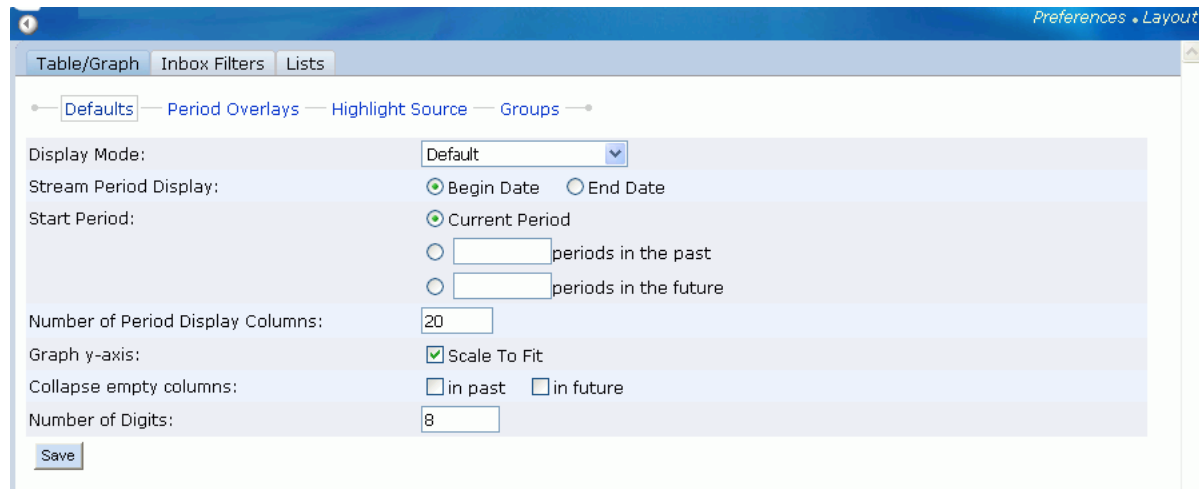 Preferences • Layout
Table/Graph Inbox Filters Lists
Defaults Period Overlays Highlight Source Groups
Display Mode: Default
Stream Period Display: Begin Date End Date
Start Period: Current Period
periods in the past
periods in the future
Number of Period Display Columns: 20
Graph y-axis: Scale To Fit
Collapse empty columns: in past in future
Number of Digits: 8
Save